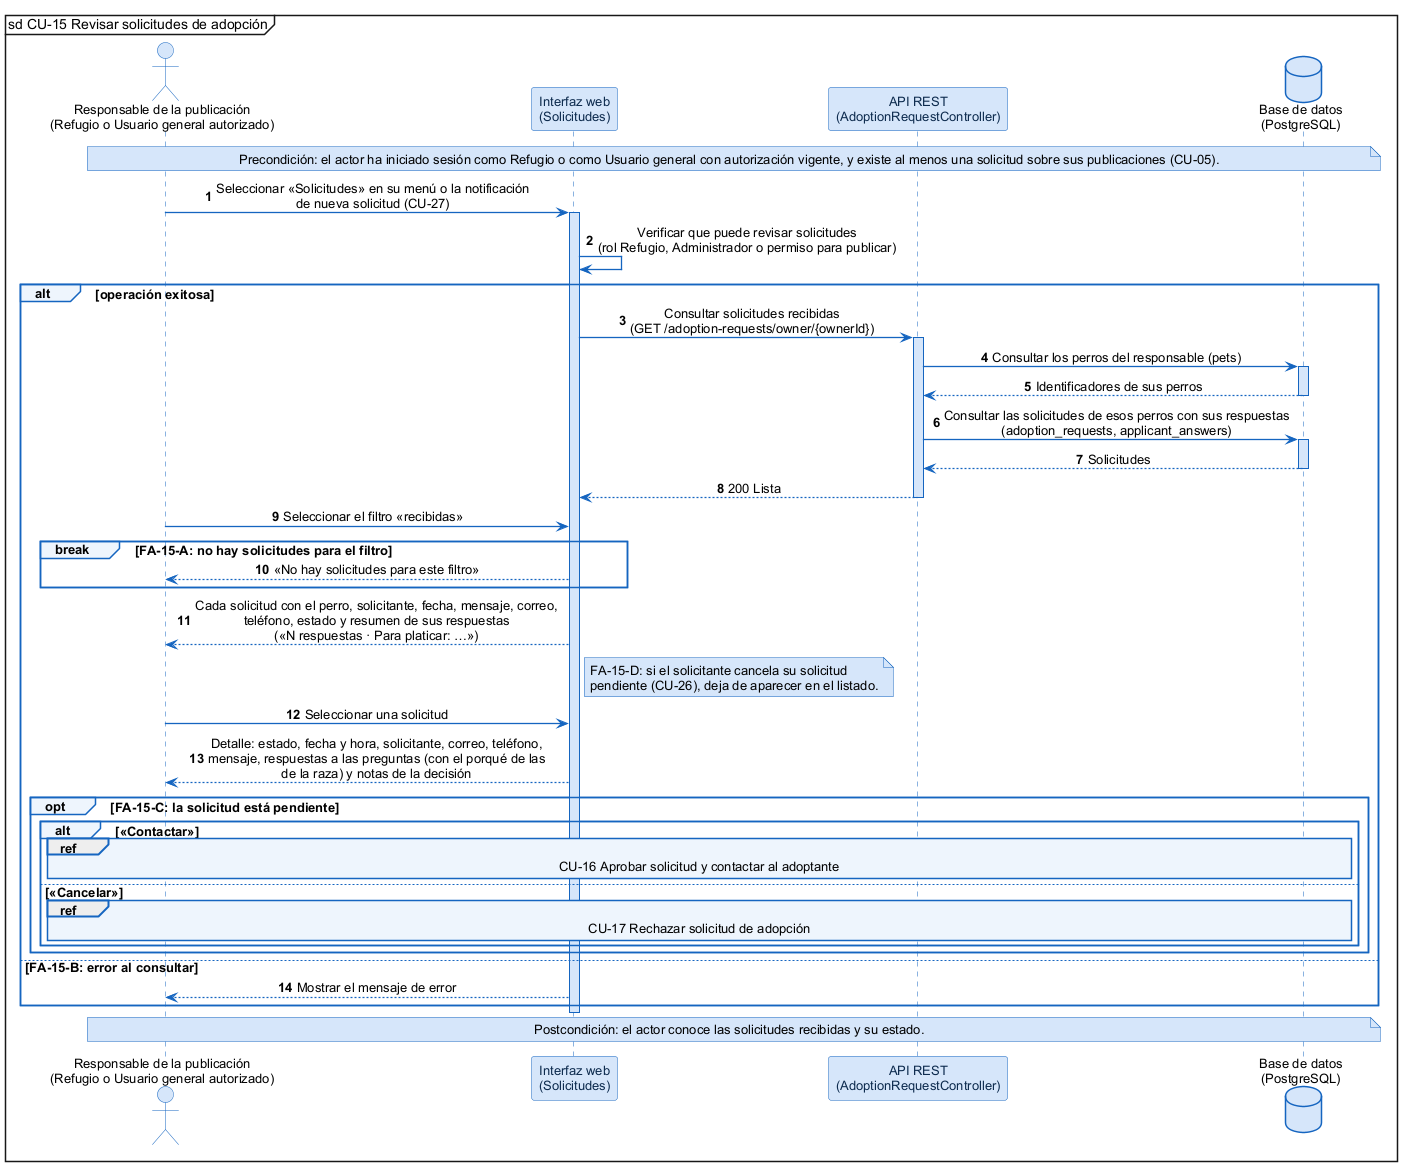 sd CU-15 Revisar solicitudes de adopción
Responsable de la publicación
(Refugio o Usuario general autorizado)
Interfaz web
(Solicitudes)
API REST
(AdoptionRequestController)
Base de datos
(PostgreSQL)
Precondición: el actor ha iniciado sesión como Refugio o como Usuario general con autorización vigente, y existe al menos una solicitud sobre sus publicaciones (CU-05).
1 Seleccionar «Solicitudes» en su menú o la notificación
de nueva solicitud (CU-27)
2 Verificar que puede revisar solicitudes
(rol Refugio, Administrador o permiso para publicar)
alt [operación exitosa]
3 Consultar solicitudes recibidas
(GET /adoption-requests/owner/{ownerId})
4 Consultar los perros del responsable (pets)
5 Identificadores de sus perros
6 Consultar las solicitudes de esos perros con sus respuestas
(adoption_requests, applicant_answers)
7 Solicitudes
8 200 Lista
9 Seleccionar el filtro «recibidas»
break [FA-15-A: no hay solicitudes para el filtro]
10 «No hay solicitudes para este filtro»
11 Cada solicitud con el perro, solicitante, fecha, mensaje, correo,
teléfono, estado y resumen de sus respuestas
(«N respuestas · Para platicar: …»)
FA-15-D: si el solicitante cancela su solicitud
pendiente (CU-26), deja de aparecer en el listado.
12 Seleccionar una solicitud
13 Detalle: estado, fecha y hora, solicitante, correo, teléfono,
mensaje, respuestas a las preguntas (con el porqué de las
de la raza) y notas de la decisión
opt [FA-15-C: la solicitud está pendiente]
alt [«Contactar»]
ref
CU-16 Aprobar solicitud y contactar al adoptante
[«Cancelar»]
ref
CU-17 Rechazar solicitud de adopción
[FA-15-B: error al consultar]
14 Mostrar el mensaje de error
Postcondición: el actor conoce las solicitudes recibidas y su estado.
Responsable de la publicación
(Refugio o Usuario general autorizado)
Interfaz web
(Solicitudes)
API REST
(AdoptionRequestController)
Base de datos
(PostgreSQL)